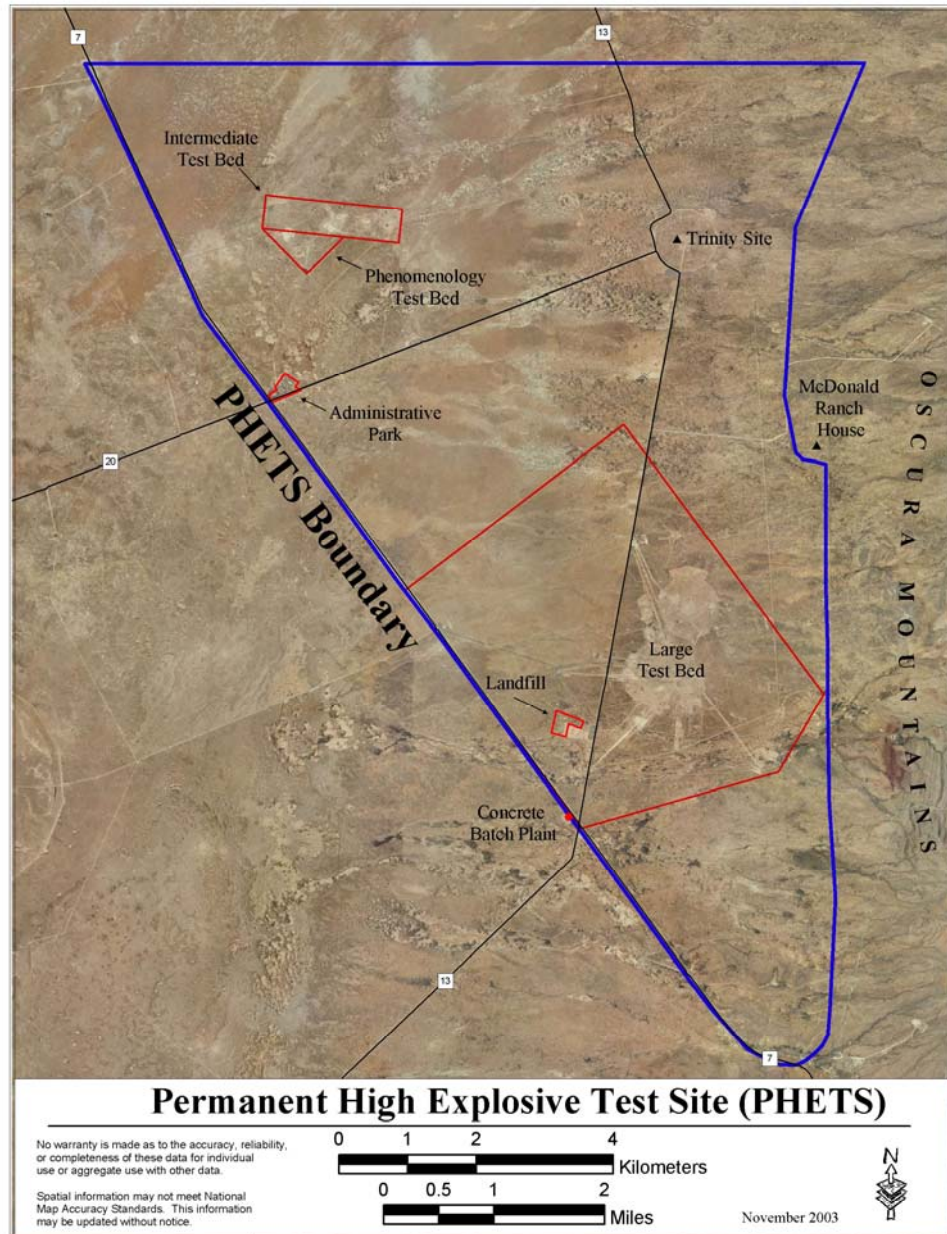 7
13
Intermediate
Test Bed
Trinity Site
Phenomenology
Test Bed
McDonald
Ranch
House
Administrative
Park
20
PHETS Boundary
OSCURA MOUNTAINS
Large
Test Bed
Landfill
Concrete
Batch Plant
13
7
Permanent High Explosive Test Site (PHETS)
No warranty is made as to the accuracy, reliability,
or completeness of these data for individual
use or aggregate use with other data.
Spatial information may not meet National
Map Accuracy Standards. This information
may be updated without notice.
0 1 2 4
Kilometers
0 0.5 1 2
Miles
November 2003
N